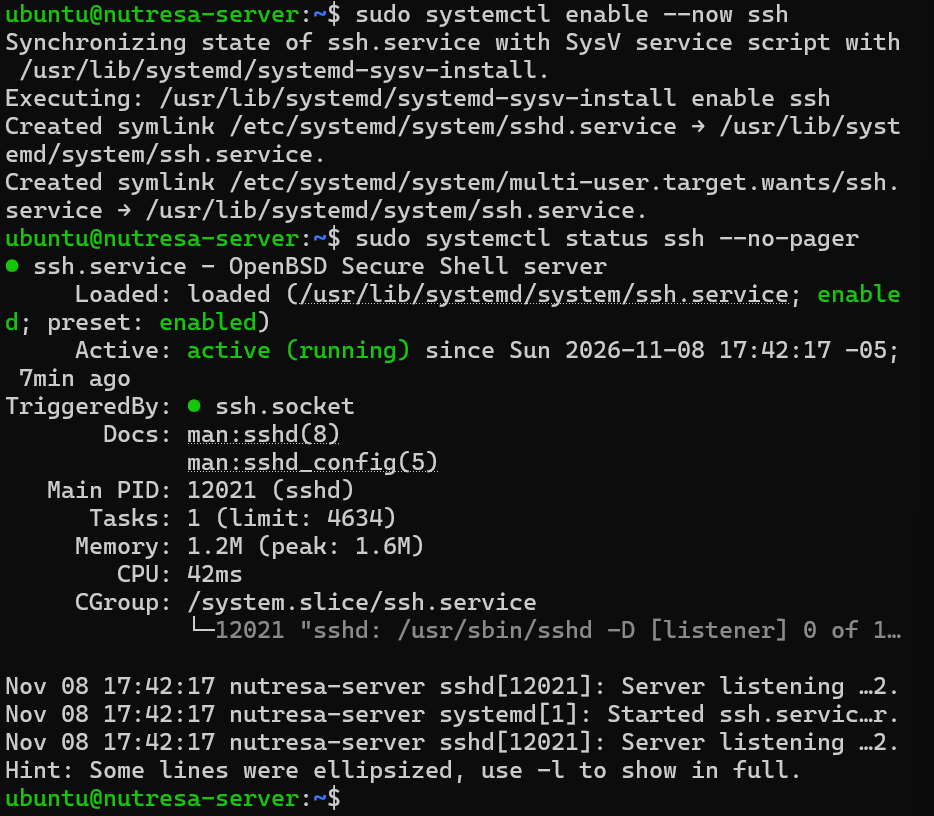 ubuntu@nutresa-server:~$ sudo systemctl enable --now ssh
Synchronizing state of ssh.service with SysV service script with
 /usr/lib/systemd/systemd-sysv-install.
Executing: /usr/lib/systemd/systemd-sysv-install enable ssh
Created symlink /etc/systemd/system/sshd.service → /usr/lib/syst
emd/system/ssh.service.
Created symlink /etc/systemd/system/multi-user.target.wants/ssh.
service → /usr/lib/systemd/system/ssh.service.
ubuntu@nutresa-server:~$ sudo systemctl status ssh --no-pager
● ssh.service - OpenBSD Secure Shell server
     Loaded: loaded (/usr/lib/systemd/system/ssh.service; enable
d; preset: enabled)
     Active: active (running) since Sun 2026-11-08 17:42:17 -05;
 7min ago
TriggeredBy: ● ssh.socket
       Docs: man:sshd(8)
             man:sshd_config(5)
   Main PID: 12021 (sshd)
      Tasks: 1 (limit: 4634)
     Memory: 1.2M (peak: 1.6M)
        CPU: 42ms
     CGroup: /system.slice/ssh.service
             └─12021 "sshd: /usr/sbin/sshd -D [listener] 0 of 1…

Nov 08 17:42:17 nutresa-server sshd[12021]: Server listening …2.
Nov 08 17:42:17 nutresa-server systemd[1]: Started ssh.servic…r.
Nov 08 17:42:17 nutresa-server sshd[12021]: Server listening …2.
Hint: Some lines were ellipsized, use -l to show in full.
ubuntu@nutresa-server:~$